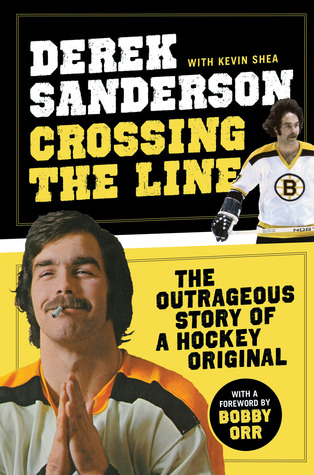 DEREK
WITH KEVIN SHEA
SANDERSON
CROSSING
THE LINE
B
THE
OUTRAGEOUS
STORY OF
A HOCKEY
ORIGINAL
WITH A
FOREWORD BY
BOBBY
ORR